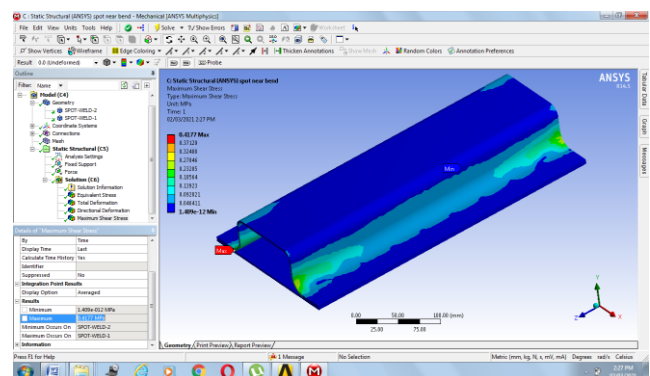 C : Static Structural (ANSYS) spot near bend - Mechanical [ANSYS Multiphysics]
File Edit View Units Tools Help Solve ?/ Show Errors Worksheet
Show Vertices Wireframe Edge Coloring Thicken Annotations Show Mesh Random Colors Annotation Preferences
Result 0.0 (Undeformed) Probe
Outline
Filter: Name
Model (C4)
Geometry
SPOT-WELD-2
SPOT-WELD-1
Coordinate Systems
Connections
Mesh
Static Structural (C5)
Analysis Settings
Fixed Support
Force
Solution (C6)
Solution Information
Equivalent Stress
Total Deformation
Directional Deformation
Maximum Shear Stress
Details of "Maximum Shear Stress"
By Time
Display Time Last
Calculate Time History Yes
Identifier
Suppressed No
Integration Point Results
Display Option Averaged
Results
Minimum 1.409e-012 MPa
Maximum 0.4177 MPa
Minimum Occurs On SPOT-WELD-2
Maximum Occurs On SPOT-WELD-1
Information
C: Static Structural (ANSYS) spot near bend
Maximum Shear Stress
Type: Maximum Shear Stress
Unit: MPa
Time: 1
02/03/2021 2:27 PM
0.4177 Max
0.37129
0.32488
0.27846
0.23205
0.18564
0.13923
0.092821
0.046411
1.409e-12 Min
ANSYS
R14.5
Min
Max
0.00 50.00 100.00 (mm)
25.00 75.00
Y
Z X
Geometry Print Preview Report Preview
Tabular Data
Graph
Messages
Press F1 for Help 1 Message No Selection Metric (mm, kg, N, s, mV, mA) Degrees rad/s Celsius
2:27 PM